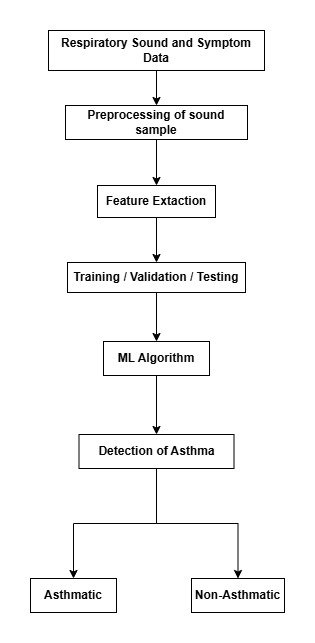 Respiratory Sound and Symptom
Data
Preprocessing of sound
sample
Feature Extaction
Training / Validation / Testing
ML Algorithm
Detection of Asthma
Asthmatic
Non-Asthmatic